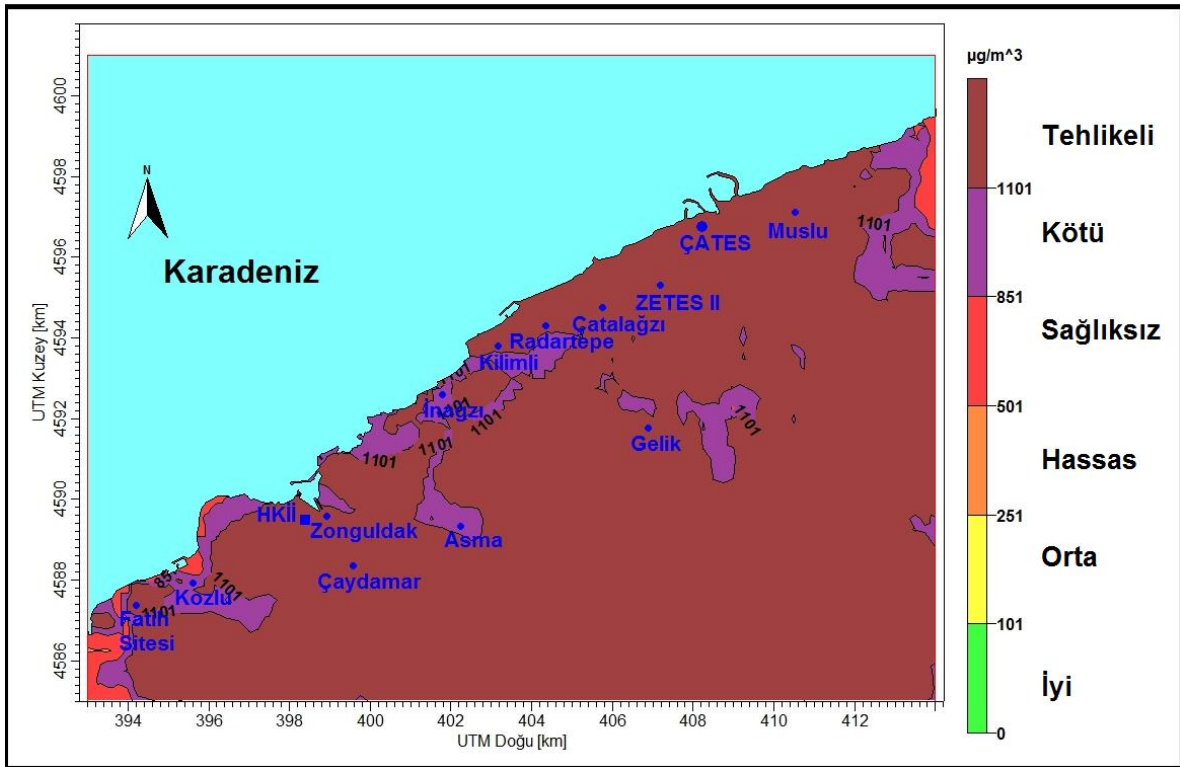 µg/m^3
Tehlikeli
1101
Kötü
851
Sağlıksız
501
Hassas
251
Orta
101
İyi
0
N
Karadeniz
ÇATES
Muslu
1101
ZETES II
Çatalağzı
Radartepe
Kilimli
1101
İnağzı
1101
1101
1101
1101
1101
Gelik
HKİİ
Zonguldak
Asma
Çaydamar
85
1101
Kozlu
1101
Fatih
Sitesi
4600
4598
4596
4594
4592
4590
4588
4586
UTM Kuzey [km]
394 396 398 400 402 404 406 408 410 412
UTM Doğu [km]